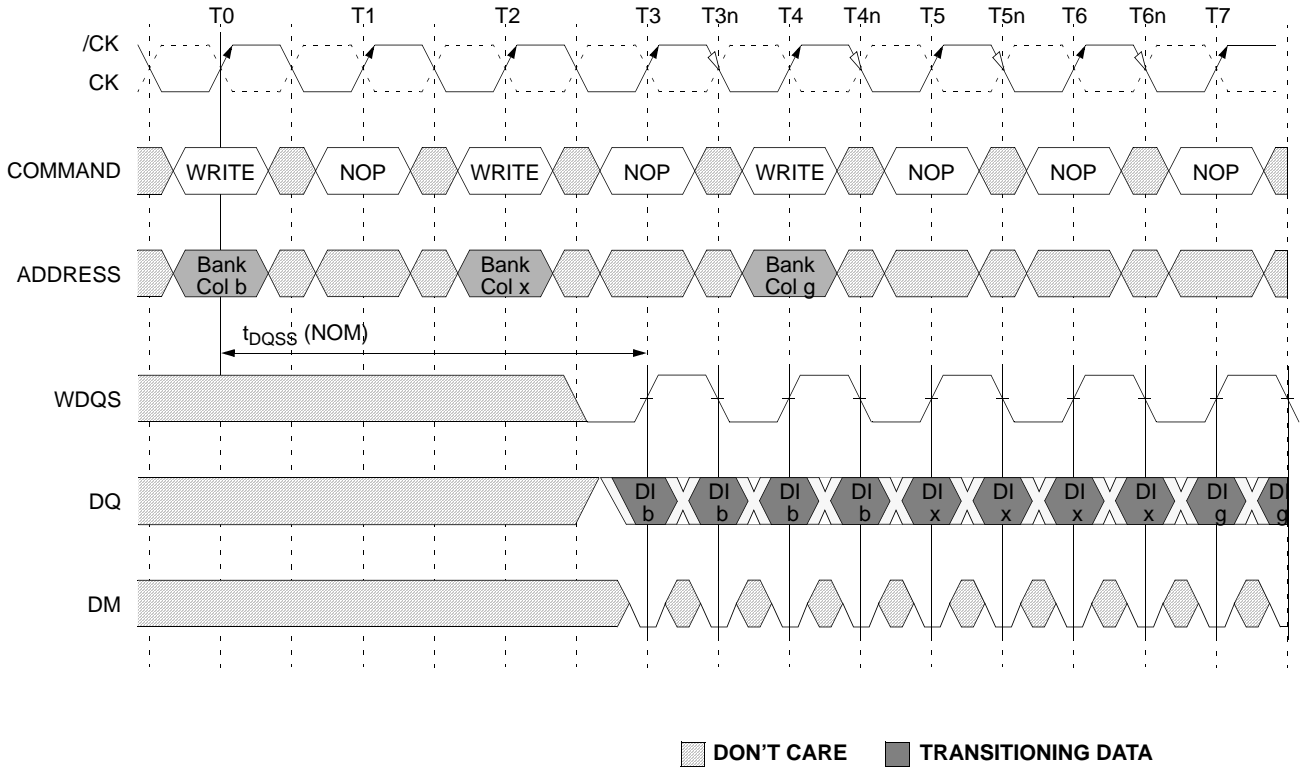 T0 T1 T2 T3 T3n T4 T4n T5 T5n T6 T6n T7
/CK
CK
COMMAND WRITE NOP WRITE NOP WRITE NOP NOP NOP
ADDRESS Bank Col b Bank Col x Bank Col g
tDQSS (NOM)
WDQS
DQ DI b DI b DI b DI b DI x DI x DI x DI x DI g DI g
DM
DON'T CARE TRANSITIONING DATA